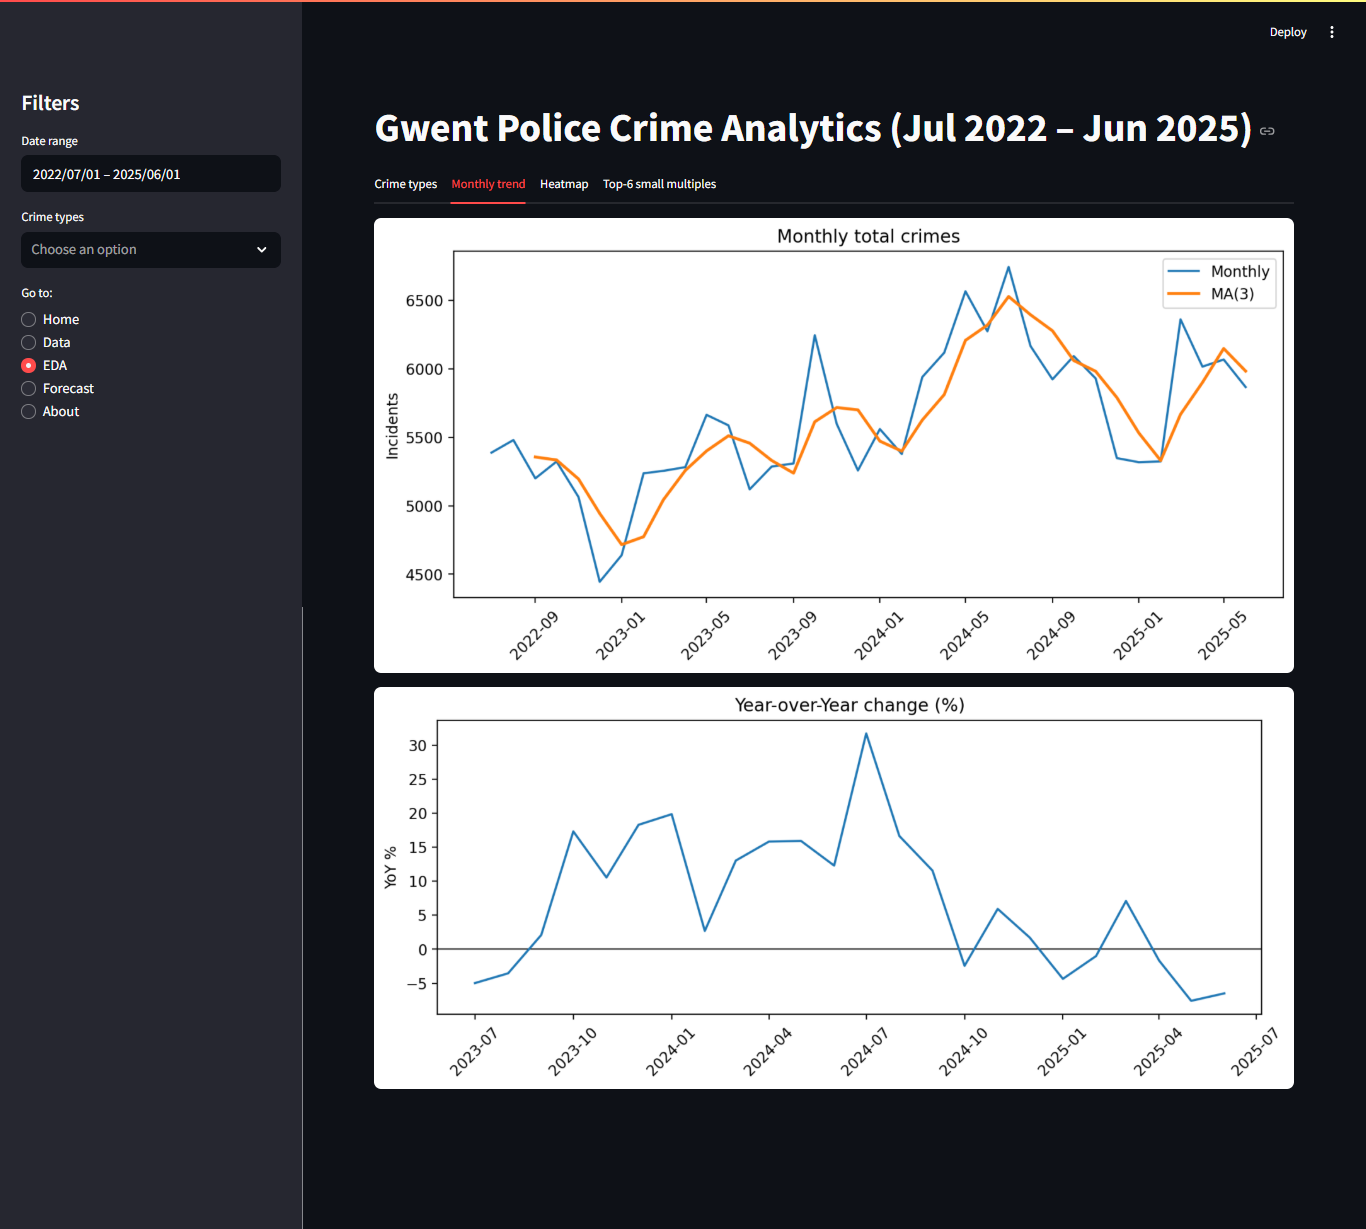 Deploy
Filters
Date range
2022/07/01 – 2025/06/01
Crime types
Choose an option
Go to:
Home
Data
EDA
Forecast
About
Gwent Police Crime Analytics (Jul 2022 – Jun 2025)
Crime types Monthly trend Heatmap Top-6 small multiples
Monthly total crimes
Monthly
MA(3)
Incidents
6500
6000
5500
5000
4500
2022-09 2023-01 2023-05 2023-09 2024-01 2024-05 2024-09 2025-01 2025-05
Year-over-Year change (%)
YoY %
30
25
20
15
10
5
0
−5
2023-07 2023-10 2024-01 2024-04 2024-07 2024-10 2025-01 2025-04 2025-07